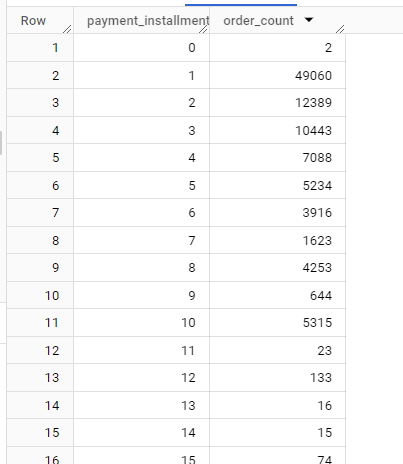 Row payment_installment order_count
1 0 2
2 1 49060
3 2 12389
4 3 10443
5 4 7088
6 5 5234
7 6 3916
8 7 1623
9 8 4253
10 9 644
11 10 5315
12 11 23
13 12 133
14 13 16
15 14 15
16 15 74